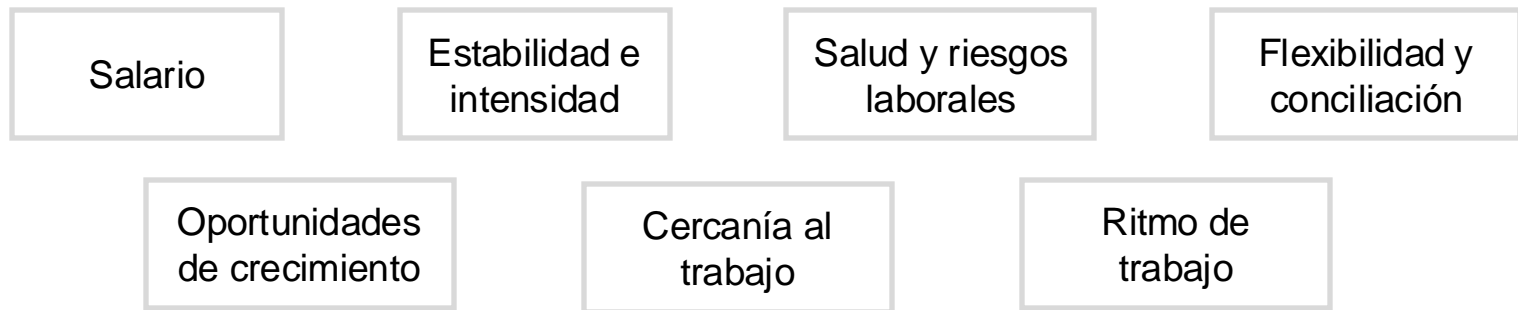 Salario
Estabilidad e
intensidad
Salud y riesgos
laborales
Flexibilidad y
conciliación
Oportunidades
de crecimiento
Cercanía al
trabajo
Ritmo de
trabajo